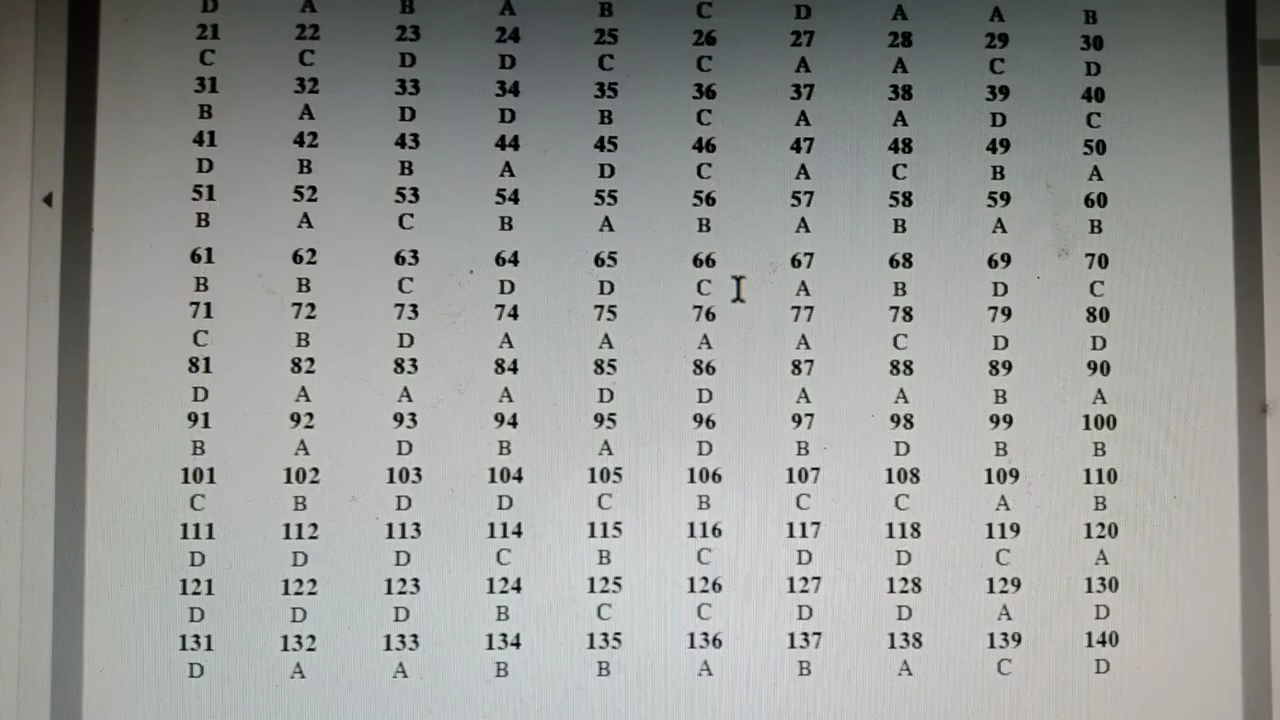 D A B A B C D A A B
21 22 23 24 25 26 27 28 29 30
C C D D C C A A C D
31 32 33 34 35 36 37 38 39 40
B A D D B C A A D C
41 42 43 44 45 46 47 48 49 50
D B B A D C A C B A
51 52 53 54 55 56 57 58 59 60
B A C B A B A B A B
61 62 63 64 65 66 67 68 69 70
B B C D D C A B D C
71 72 73 74 75 76 77 78 79 80
C B D A A A A C D D
81 82 83 84 85 86 87 88 89 90
D A A A D D A A B A
91 92 93 94 95 96 97 98 99 100
B A D B A D B D B B
101 102 103 104 105 106 107 108 109 110
C B D D C B C C A B
111 112 113 114 115 116 117 118 119 120
D D D C B C D D C A
121 122 123 124 125 126 127 128 129 130
D D D B C C D D A D
131 132 133 134 135 136 137 138 139 140
D A A B B A B A C D